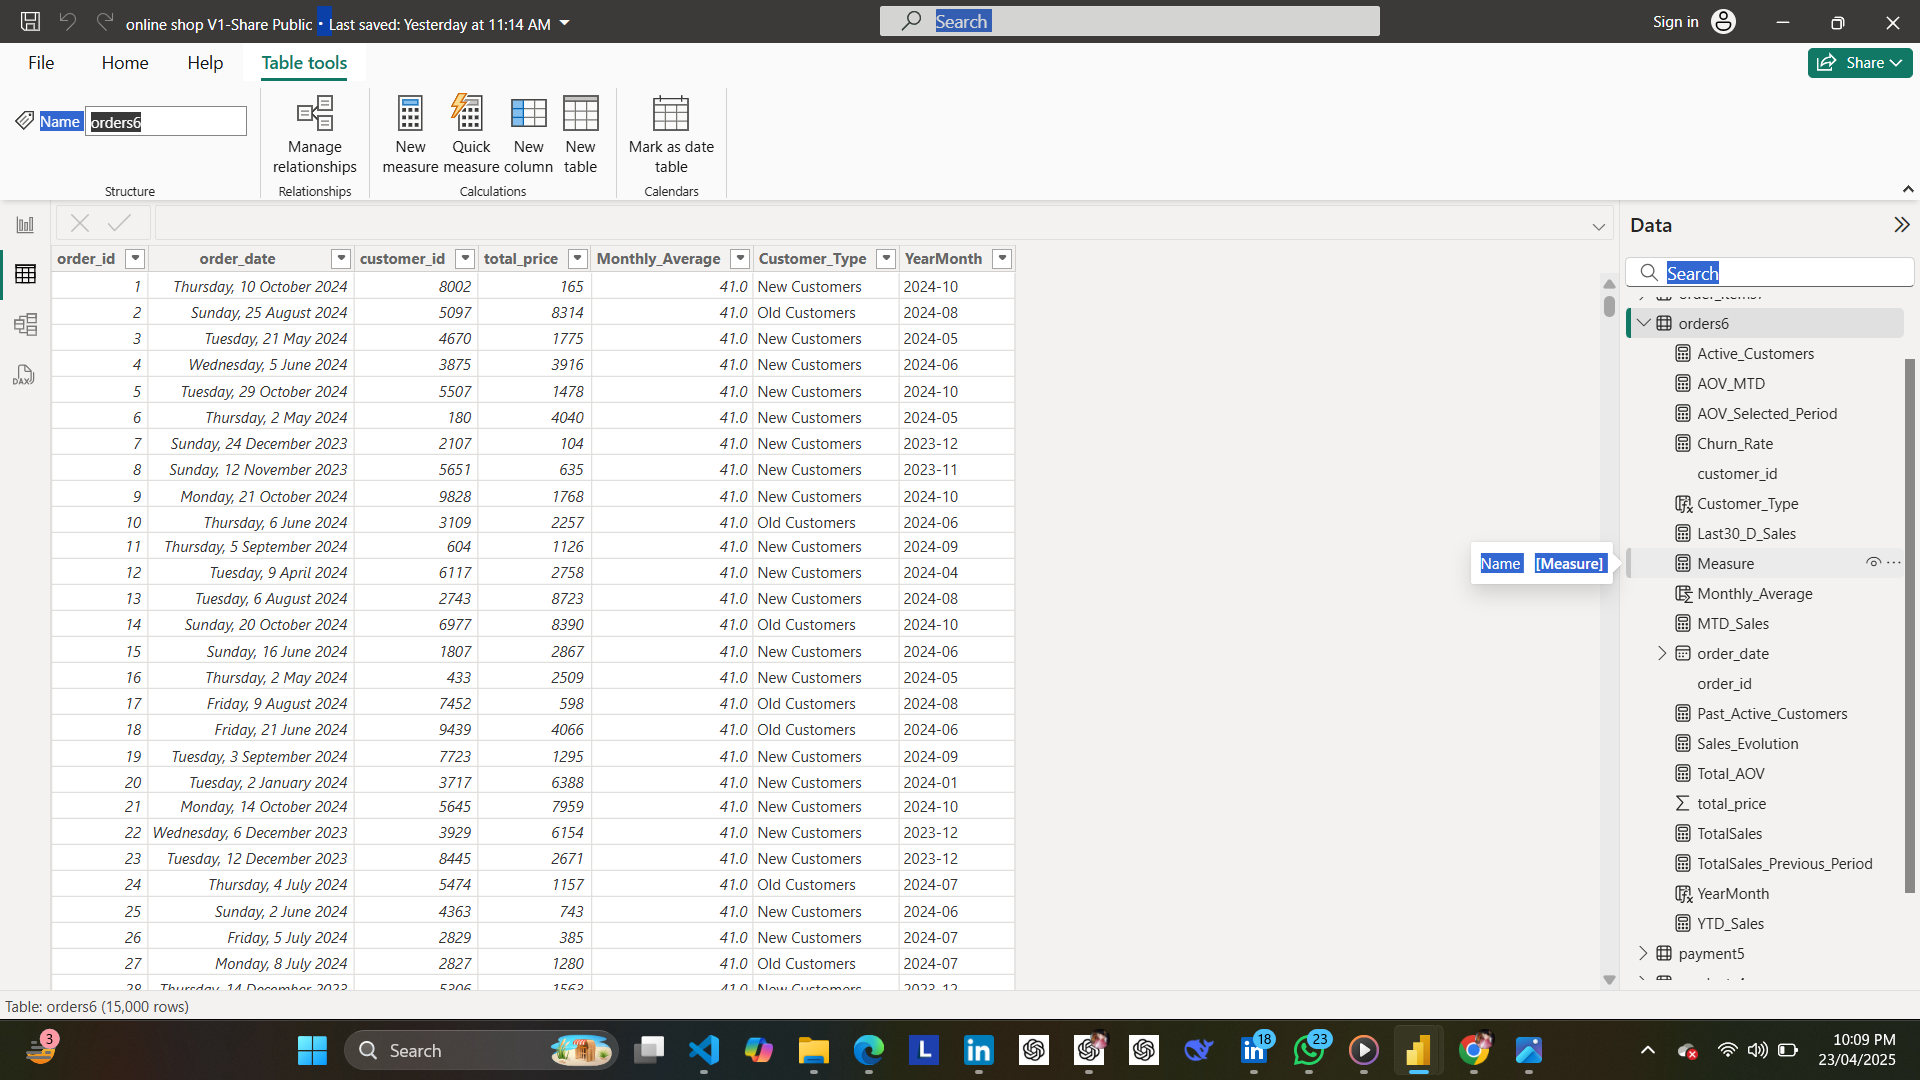 online shop V1-Share Public • Last saved: Yesterday at 11:14 AM
Search
Sign in
File Home Help Table tools
Share
Name orders6
Manage relationships
New measure
Quick measure
New column
New table
Mark as date table
Structure
Relationships
Calculations
Calendars
order_id order_date customer_id total_price Monthly_Average Customer_Type YearMonth
1 Thursday, 10 October 2024 8002 165 41.0 New Customers 2024-10
2 Sunday, 25 August 2024 5097 8314 41.0 Old Customers 2024-08
3 Tuesday, 21 May 2024 4670 1775 41.0 New Customers 2024-05
4 Wednesday, 5 June 2024 3875 3916 41.0 New Customers 2024-06
5 Tuesday, 29 October 2024 5507 1478 41.0 New Customers 2024-10
6 Thursday, 2 May 2024 180 4040 41.0 New Customers 2024-05
7 Sunday, 24 December 2023 2107 104 41.0 New Customers 2023-12
8 Sunday, 12 November 2023 5651 635 41.0 New Customers 2023-11
9 Monday, 21 October 2024 9828 1768 41.0 New Customers 2024-10
10 Thursday, 6 June 2024 3109 2257 41.0 Old Customers 2024-06
11 Thursday, 5 September 2024 604 1126 41.0 New Customers 2024-09
12 Tuesday, 9 April 2024 6117 2758 41.0 New Customers 2024-04
13 Tuesday, 6 August 2024 2743 8723 41.0 New Customers 2024-08
14 Sunday, 20 October 2024 6977 8390 41.0 Old Customers 2024-10
15 Sunday, 16 June 2024 1807 2867 41.0 New Customers 2024-06
16 Thursday, 2 May 2024 433 2509 41.0 New Customers 2024-05
17 Friday, 9 August 2024 7452 598 41.0 Old Customers 2024-08
18 Friday, 21 June 2024 9439 4066 41.0 Old Customers 2024-06
19 Tuesday, 3 September 2024 7723 1295 41.0 New Customers 2024-09
20 Tuesday, 2 January 2024 3717 6388 41.0 New Customers 2024-01
21 Monday, 14 October 2024 5645 7959 41.0 New Customers 2024-10
22 Wednesday, 6 December 2023 3929 6154 41.0 New Customers 2023-12
23 Tuesday, 12 December 2023 8445 2671 41.0 New Customers 2023-12
24 Thursday, 4 July 2024 5474 1157 41.0 Old Customers 2024-07
25 Sunday, 2 June 2024 4363 743 41.0 New Customers 2024-06
26 Friday, 5 July 2024 2829 385 41.0 New Customers 2024-07
27 Monday, 8 July 2024 2827 1280 41.0 Old Customers 2024-07
28 Thursday, 14 December 2023 5306 1563 41.0 New Customers 2023-12
Name [Measure]
Data
Search
orders6
Active_Customers
AOV_MTD
AOV_Selected_Period
Churn_Rate
customer_id
Customer_Type
Last30_D_Sales
Measure
Monthly_Average
MTD_Sales
order_date
order_id
Past_Active_Customers
Sales_Evolution
Total_AOV
total_price
TotalSales
TotalSales_Previous_Period
YearMonth
YTD_Sales
payment5
Table: orders6 (15,000 rows)
3
Search
DAX
L
in
in 18
23
10:09 PM
23/04/2025